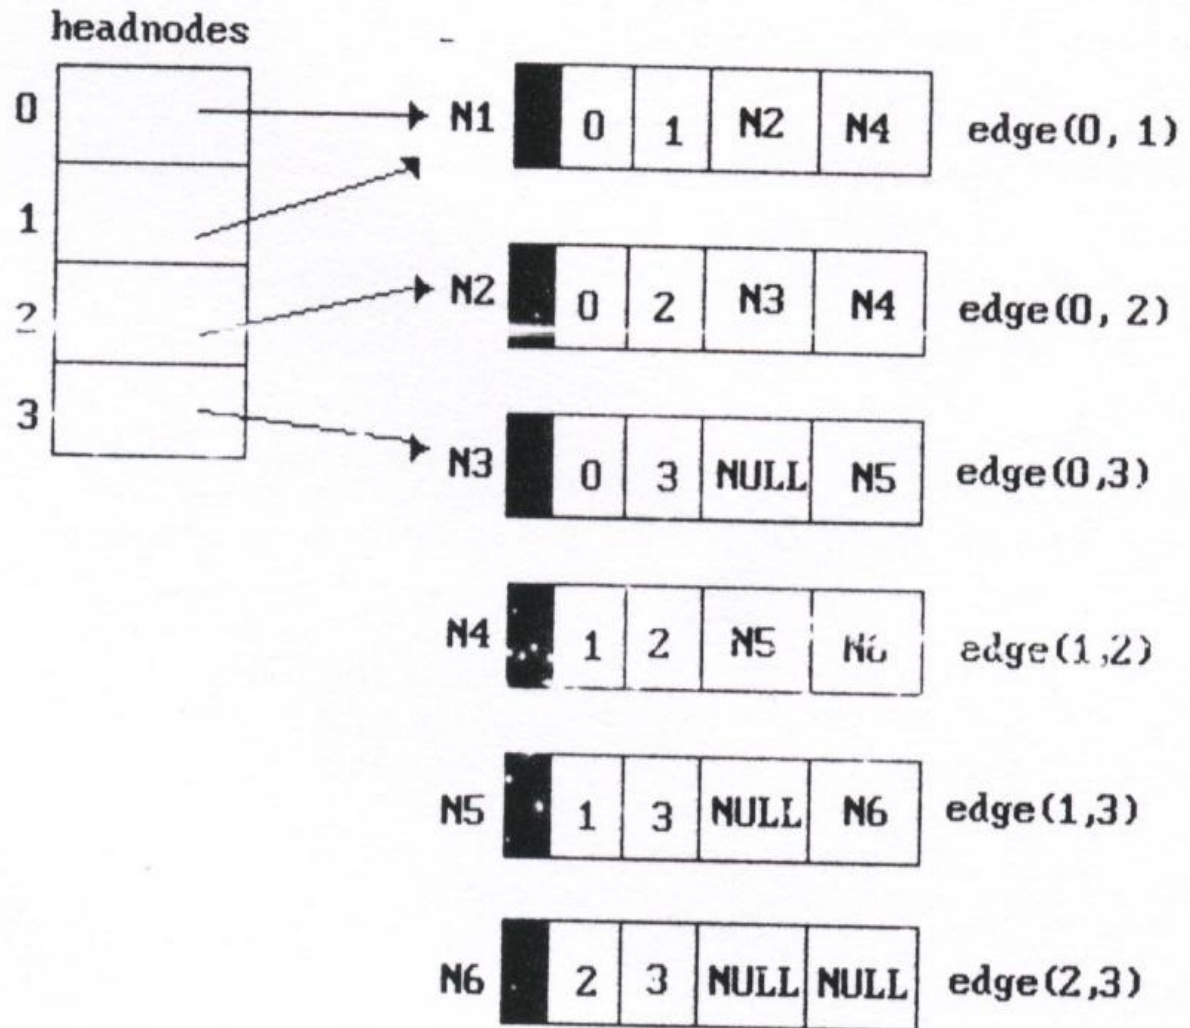 headnodes
0
1
2
3
N1 0 1 N2 N4 edge(0, 1)
N2 0 2 N3 N4 edge(0, 2)
N3 0 3 NULL N5 edge(0,3)
N4 1 2 N5 N6 edge(1,2)
N5 1 3 NULL N6 edge(1,3)
N6 2 3 NULL NULL edge(2,3)